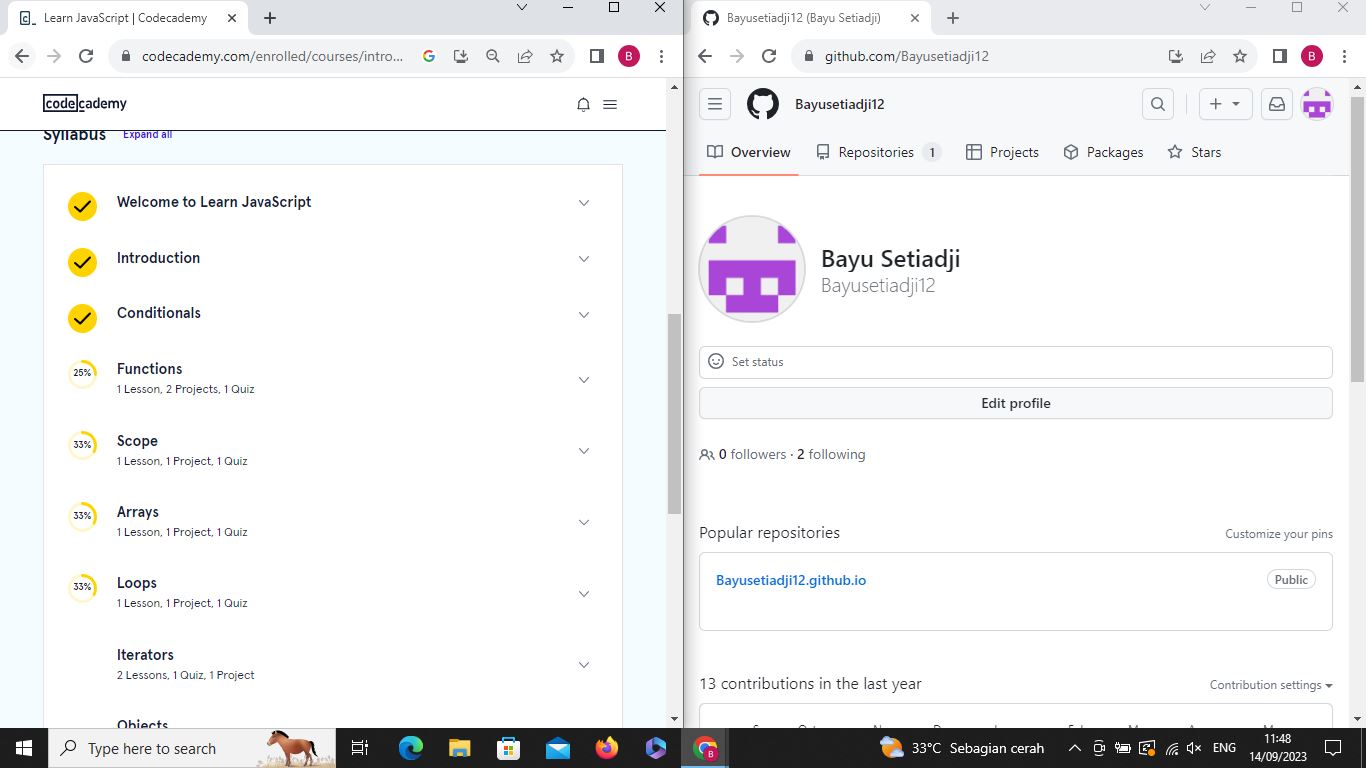 Learn JavaScript | Codecademy
codecademy.com/enrolled/courses/intro...
B
codecademy
Syllabus
Expand all
Welcome to Learn JavaScript
Introduction
Conditionals
25%
Functions
1 Lesson, 2 Projects, 1 Quiz
33%
Scope
1 Lesson, 1 Project, 1 Quiz
33%
Arrays
1 Lesson, 1 Project, 1 Quiz
33%
Loops
1 Lesson, 1 Project, 1 Quiz
Iterators
2 Lessons, 1 Quiz, 1 Project
Objects
Bayusetiadji12 (Bayu Setiadji)
github.com/Bayusetiadji12
B
Bayusetiadji12
Overview
Repositories 1
Projects
Packages
Stars
Bayu Setiadji
Bayusetiadji12
Set status
Edit profile
0 followers · 2 following
Popular repositories
Customize your pins
Bayusetiadji12.github.io
Public
13 contributions in the last year
Contribution settings
Type here to search
B
33°C Sebagian cerah
ENG
11:48
14/09/2023